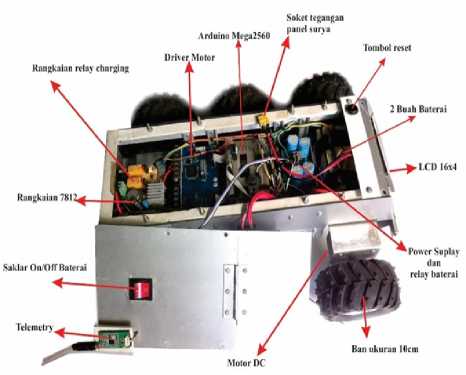 Soket tegangan
panel surya
Arduino Mega2560
Driver Motor
Tombol reset
Rangkaian relay charging
2 Buah Baterai
LCD 16x4
Rangkaian 7812
Power Suplay
dan
relay baterai
Saklar On/Off Baterai
Telemetry
Motor DC
Ban ukuran 10cm